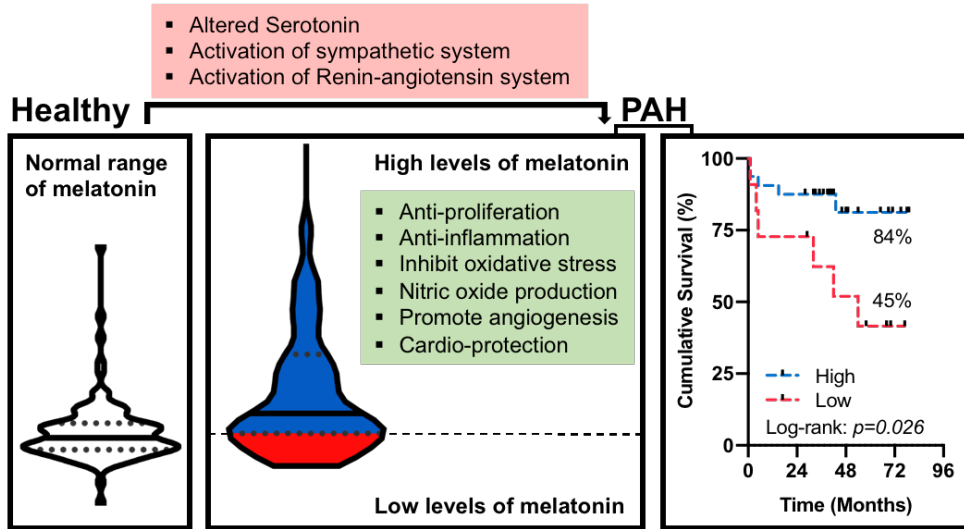 ▪ Altered Serotonin
▪ Activation of sympathetic system
▪ Activation of Renin-angiotensin system
Healthy
PAH
Normal range
of melatonin
High levels of melatonin
▪ Anti-proliferation
▪ Anti-inflammation
▪ Inhibit oxidative stress
▪ Nitric oxide production
▪ Promote angiogenesis
▪ Cardio-protection
Low levels of melatonin
Cumulative Survival (%)
100
75
50
25
0
84%
45%
High
Low
Log-rank: p=0.026
0 24 48 72 96
Time (Months)